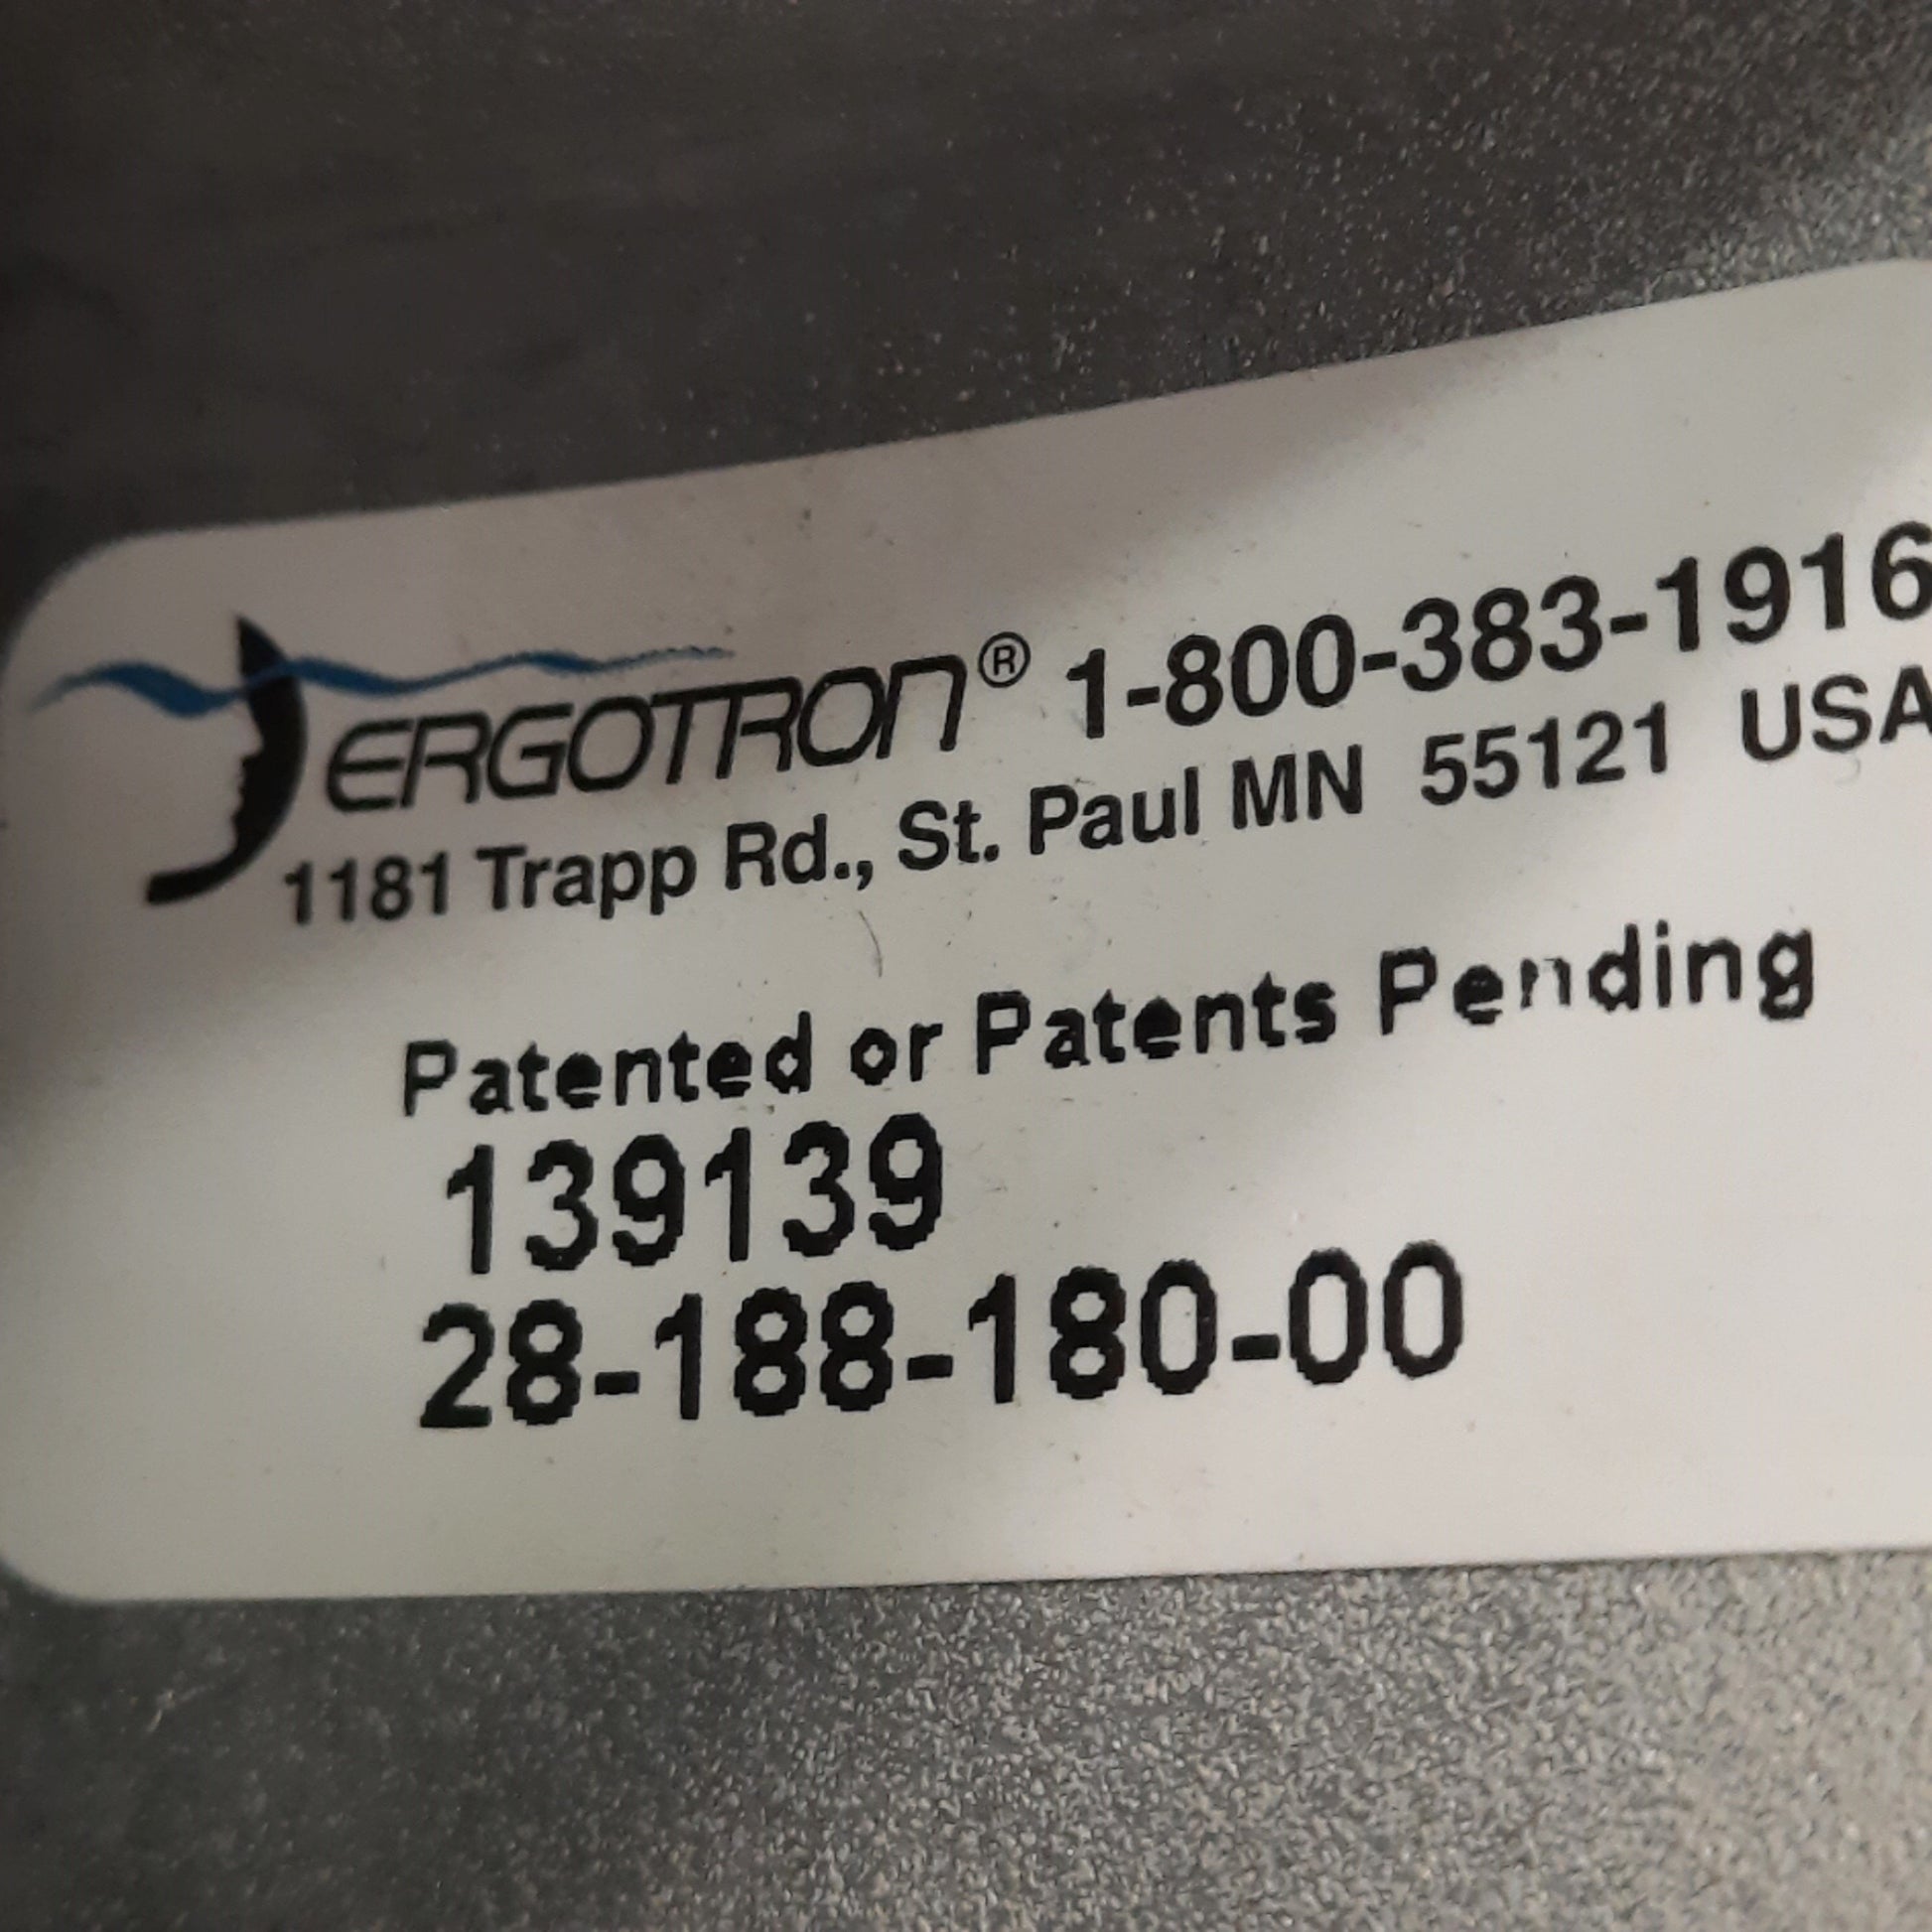 ERGOTRON® 1-800-383-1916
1181 Trapp Rd., St. Paul MN 55121 USA
Patented or Patents Pending
139139
28-188-180-00